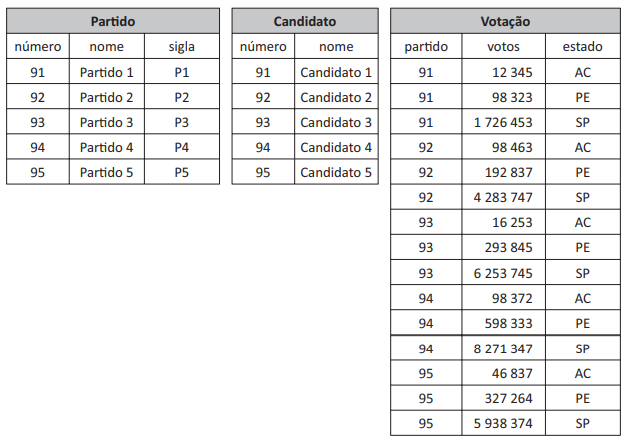 Partido
número nome sigla
91 Partido 1 P1
92 Partido 2 P2
93 Partido 3 P3
94 Partido 4 P4
95 Partido 5 P5
Candidato
número nome
91 Candidato 1
92 Candidato 2
93 Candidato 3
94 Candidato 4
95 Candidato 5
Votação
partido votos estado
91 12 345 AC
91 98 323 PE
91 1 726 453 SP
92 98 463 AC
92 192 837 PE
92 4 283 747 SP
93 16 253 AC
93 293 845 PE
93 6 253 745 SP
94 98 372 AC
94 598 333 PE
94 8 271 347 SP
95 46 837 AC
95 327 264 PE
95 5 938 374 SP